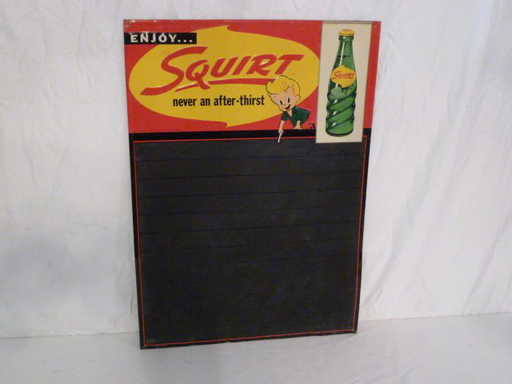 ENJOY...
SQUIRT
never an after-thirst
SQUIRT